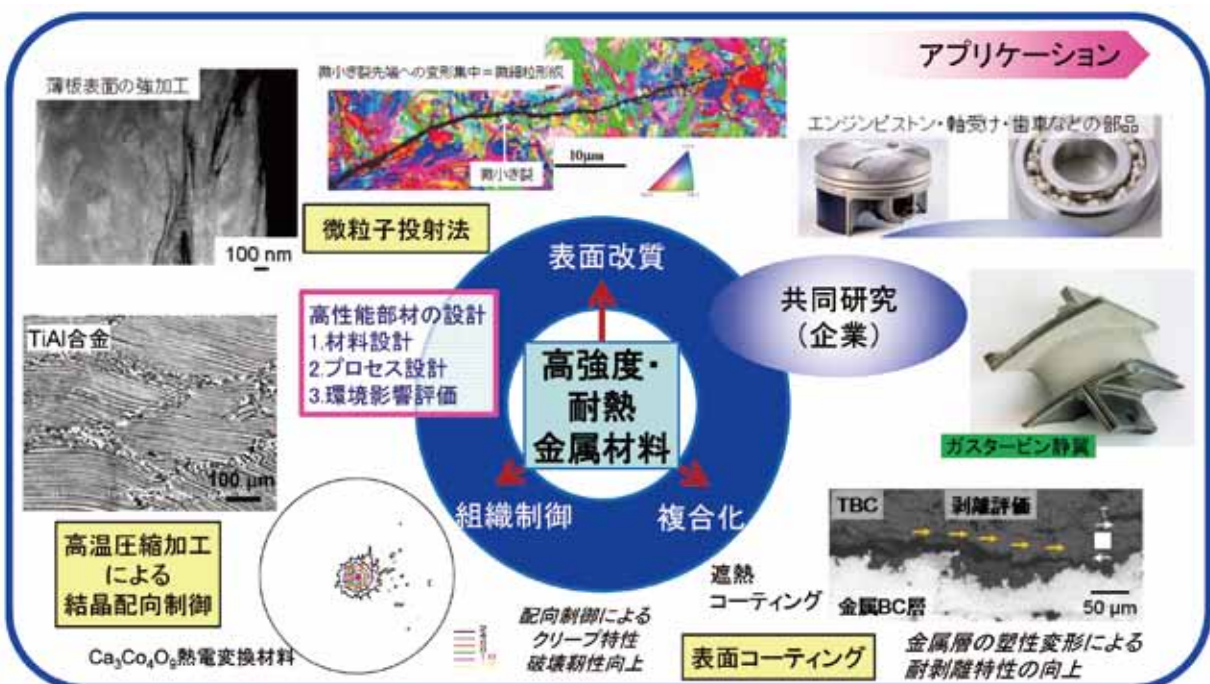 アプリケーション
薄板表面の強加工
100 nm
微小き裂先端への変形集中=微細粒形成
10μm
微小き裂
エンジンピストン・軸受け・歯車などの部品
微粒子投射法
表面改質
共同研究
(企業)
高性能部材の設計
1.材料設計
2.プロセス設計
3.環境影響評価
高強度・
耐熱
金属材料
TiAl合金
100 μm
ガスタービン静翼
組織制御
複合化
高温圧縮加工
による
結晶配向制御
Ca₃Co₄O₉熱電変換材料
配向制御による
クリープ特性
破壊靭性向上
遮熱
コーティング
TBC
剥離評価
金属BC層
50 μm
表面コーティング
金属層の塑性変形による
耐剥離特性の向上